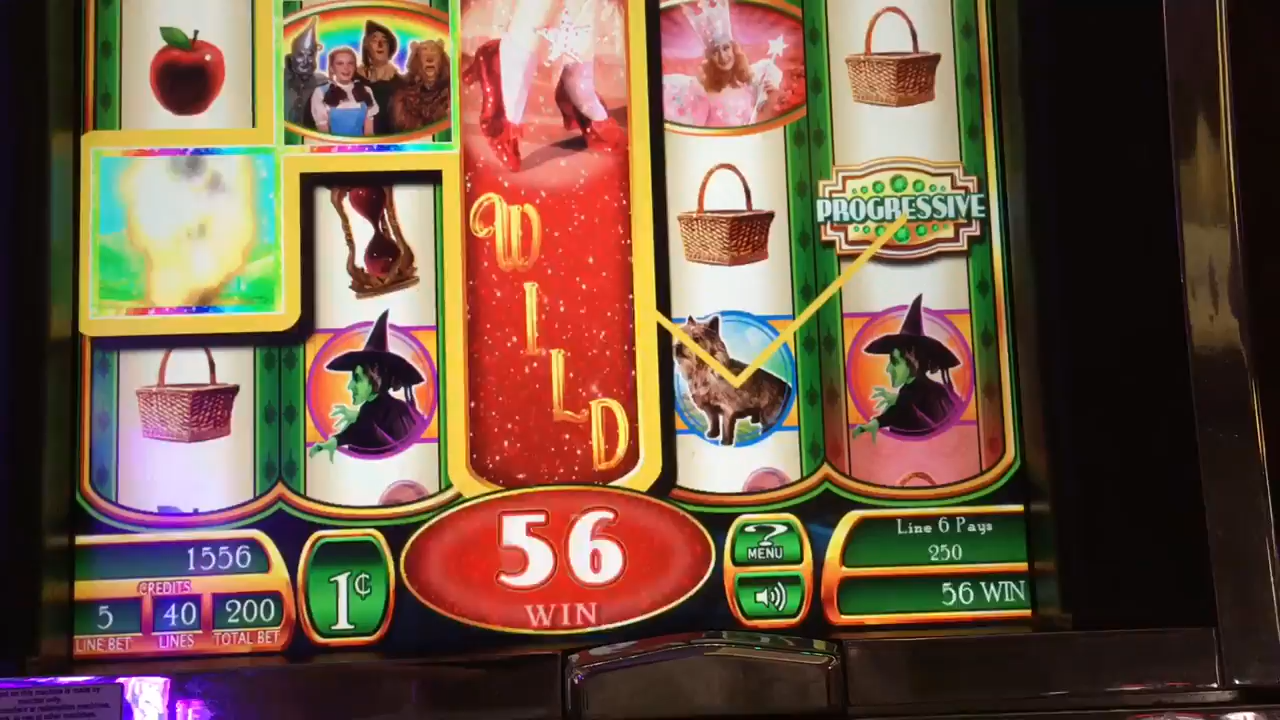 WILD
PROGRESSIVE
1556
CREDITS
5
LINE BET
40
LINES
200
TOTAL BET
1¢
56
WIN
?
MENU
Line 6 Pays
250
56 WIN